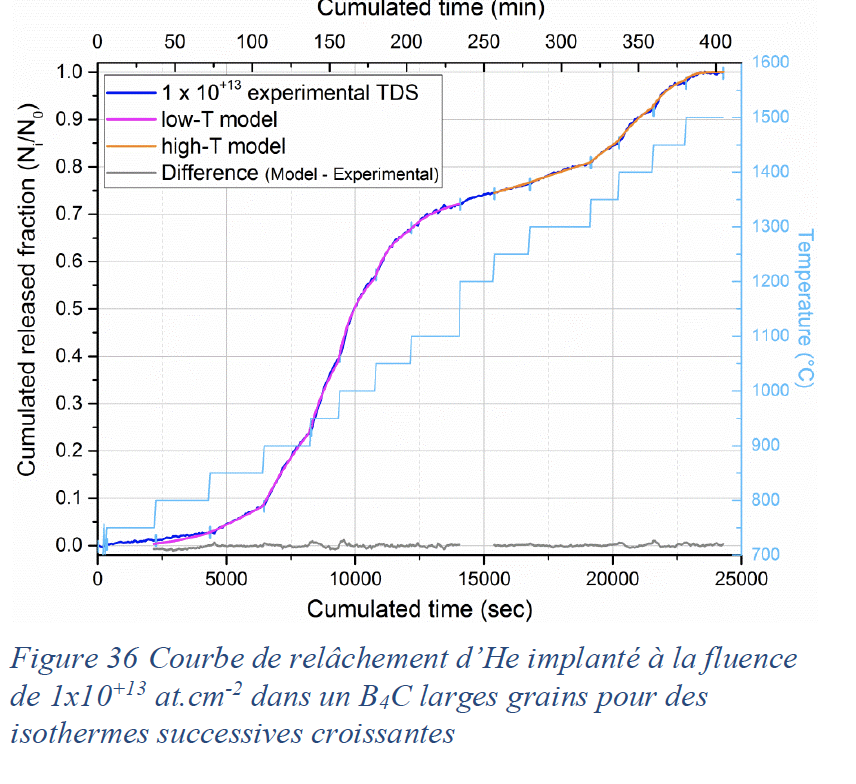 Cumulated time (min)
0 50 100 150 200 250 300 350 400
1.0
0.9
0.8
0.7
0.6
0.5
0.4
0.3
0.2
0.1
0.0
Cumulated released fraction (Nᵢ/N₀)
1 x 10⁺¹³ experimental TDS
low-T model
high-T model
Difference (Model - Experimental)
1600
1500
1400
1300
1200
1100
1000
900
800
700
Temperature (°C)
0 5000 10000 15000 20000 25000
Cumulated time (sec)
Figure 36 Courbe de relâchement d’He implanté à la fluence
de 1x10⁺¹³ at.cm⁻² dans un B₄C larges grains pour des
isothermes successives croissantes